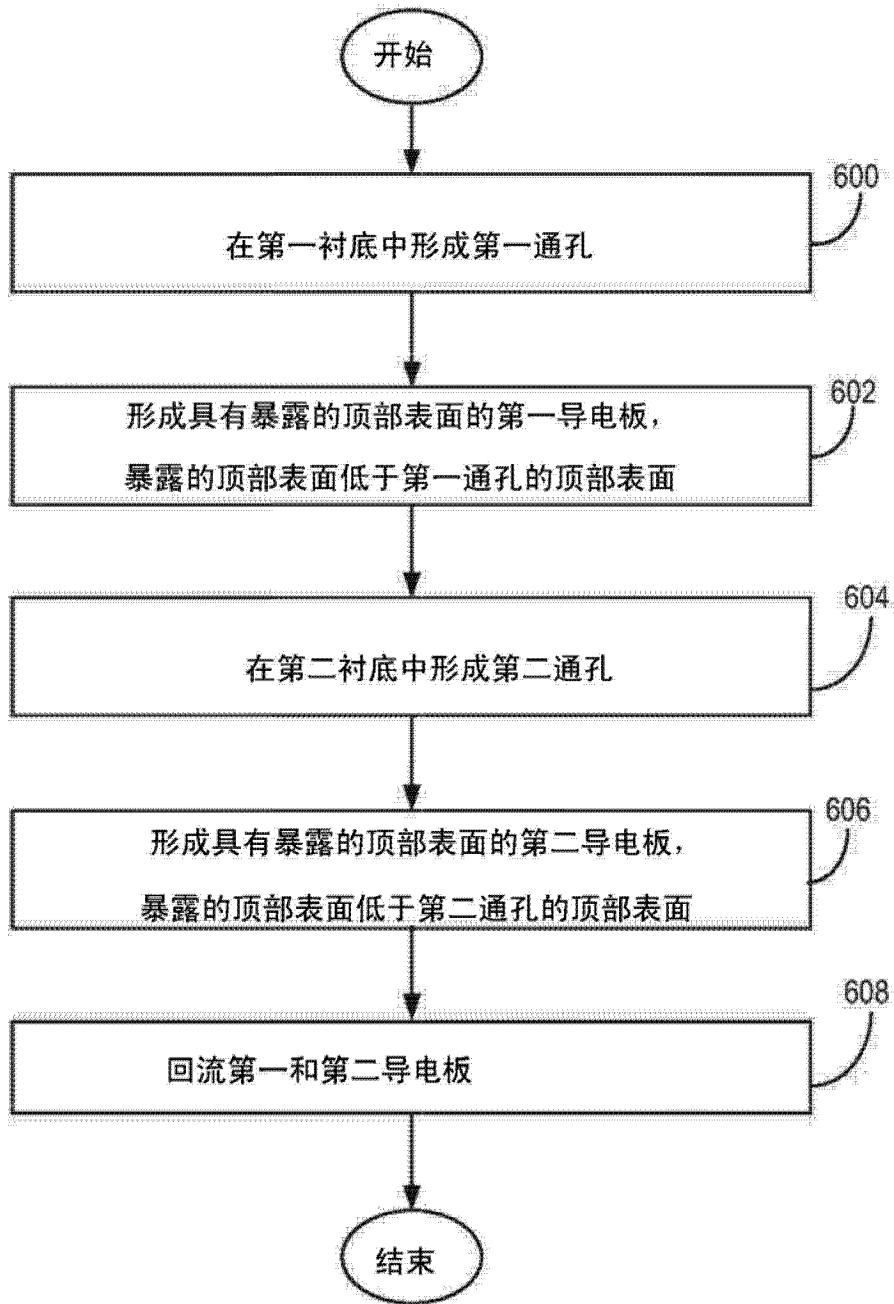 开始
600
在第一衬底中形成第一通孔
602
形成具有暴露的顶部表面的第一导电板，
暴露的顶部表面低于第一通孔的顶部表面
604
在第二衬底中形成第二通孔
606
形成具有暴露的顶部表面的第二导电板，
暴露的顶部表面低于第二通孔的顶部表面
608
回流第一和第二导电板
结束